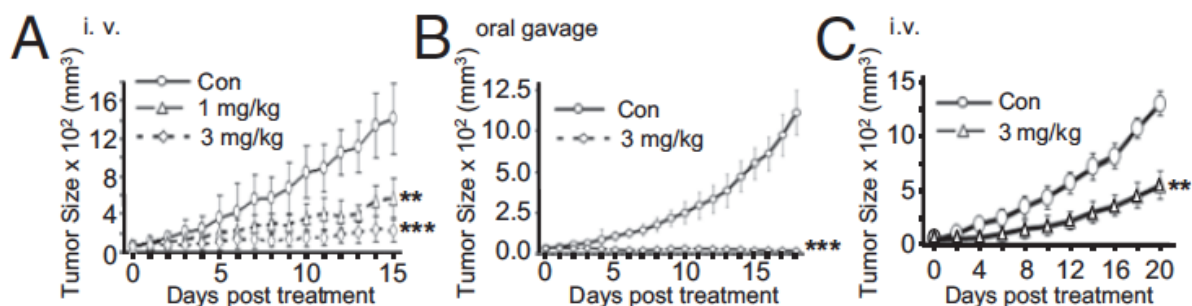 A
i. v.
Tumor Size x 10² (mm³)
16
12
8
4
0
Con
1 mg/kg
3 mg/kg
**
***
0
5
10
15
Days post treatment
B
oral gavage
Tumor Size x 10² (mm³)
12.5
10.0
5.0
2.5
0.0
Con
3 mg/kg
***
0
5
10
15
Days post treatment
C
i.v.
Tumor Size x 10² (mm³)
15
10
5
0
Con
3 mg/kg
**
0
4
8
12
16
20
Days post treatment